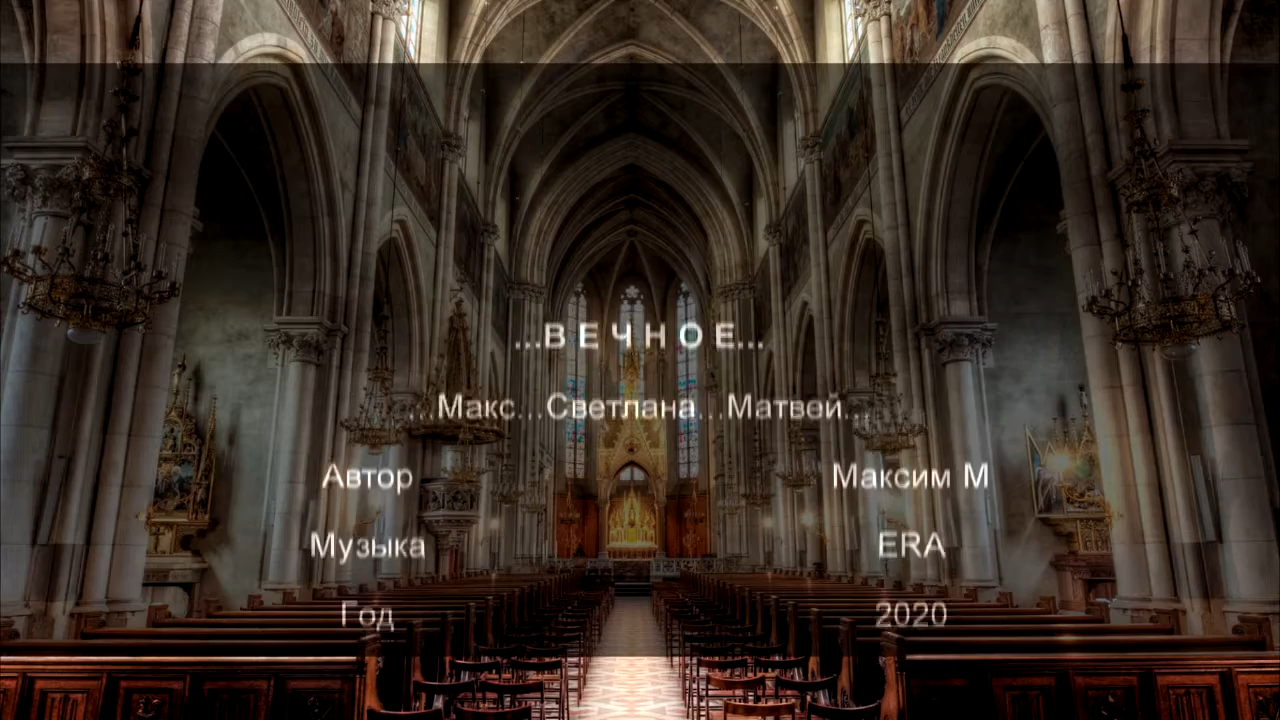 ...В Е Ч Н О Е...
...Макс...Светлана...Матвей...
Автор Максим М
Музыка ERA
Год 2020